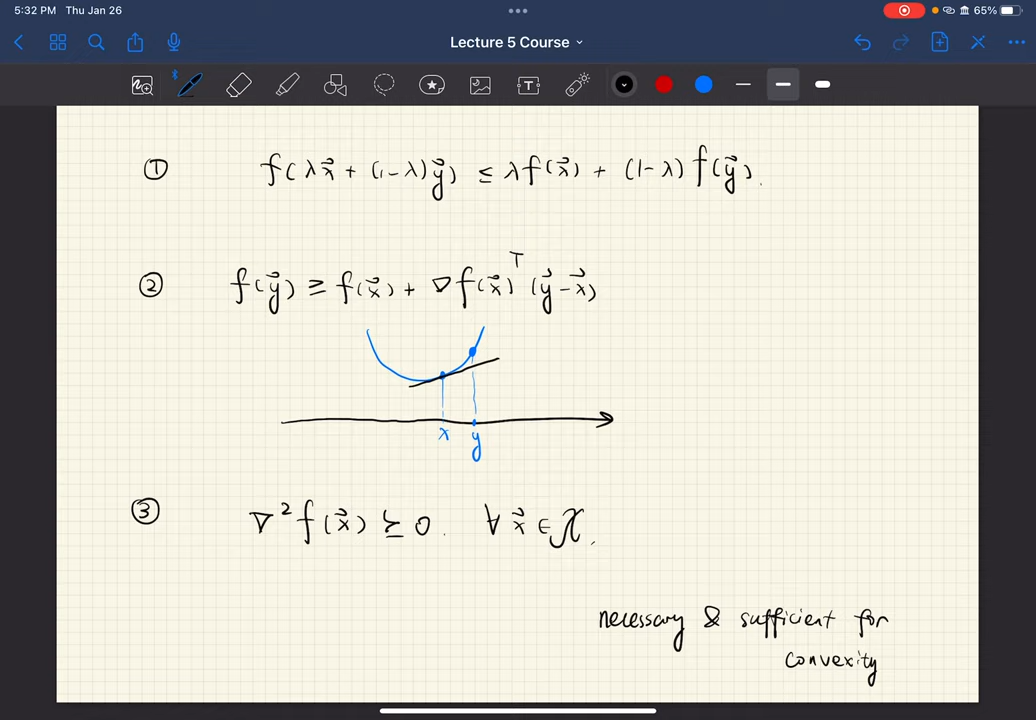 5:32 PM Thu Jan 26
65%
Lecture 5 Course
T
① f(λx⃗ + (1-λ)y⃗) ≤ λf(x⃗) + (1-λ) f(y⃗).
② f(y⃗) ≥ f(x⃗) + ∇f(x⃗)ᵀ (y⃗-x⃗)
x y
③ ∇²f(x⃗) ⪰ 0. ∀ x⃗ ∈ 𝒳.
necessary & sufficient for
convexity